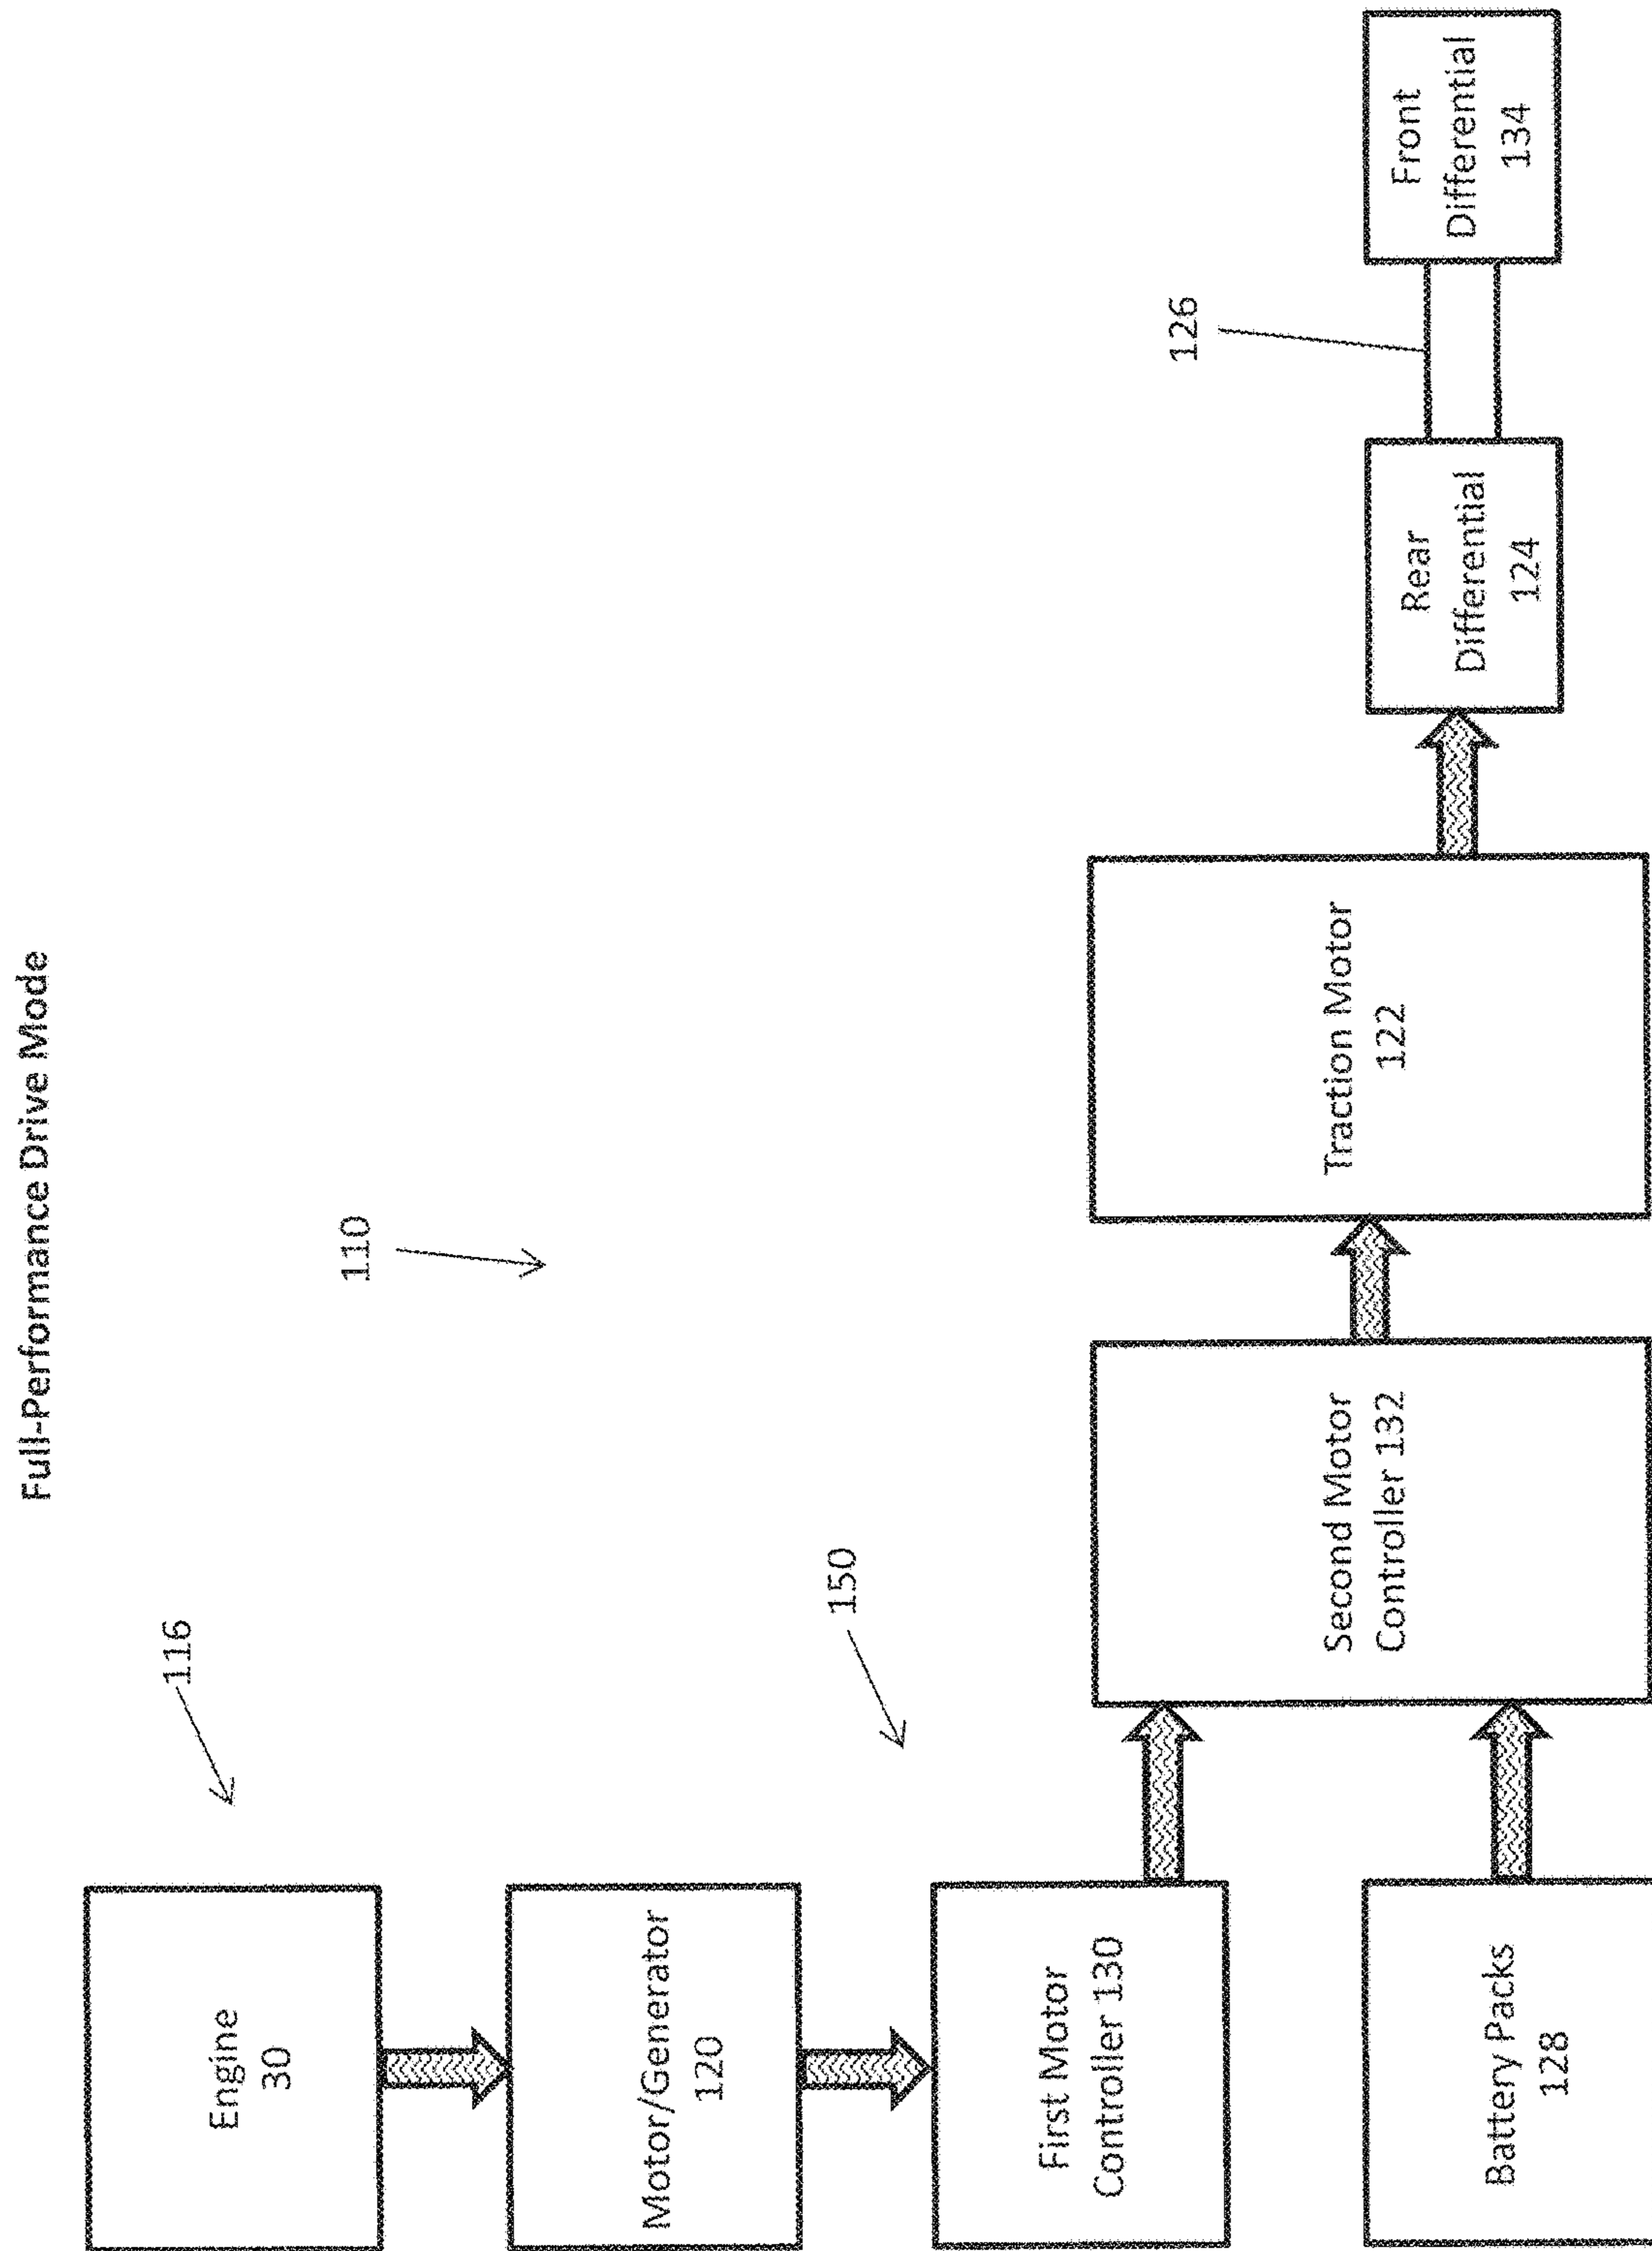 Full-Performance Drive Mode
116
110
Engine
30
Motor/Generator
120
150
First Motor
Controller 130
Battery Packs
128
Second Motor
Controller 132
Traction Motor
122
126
Rear
Differential
124
Front
Differential
134